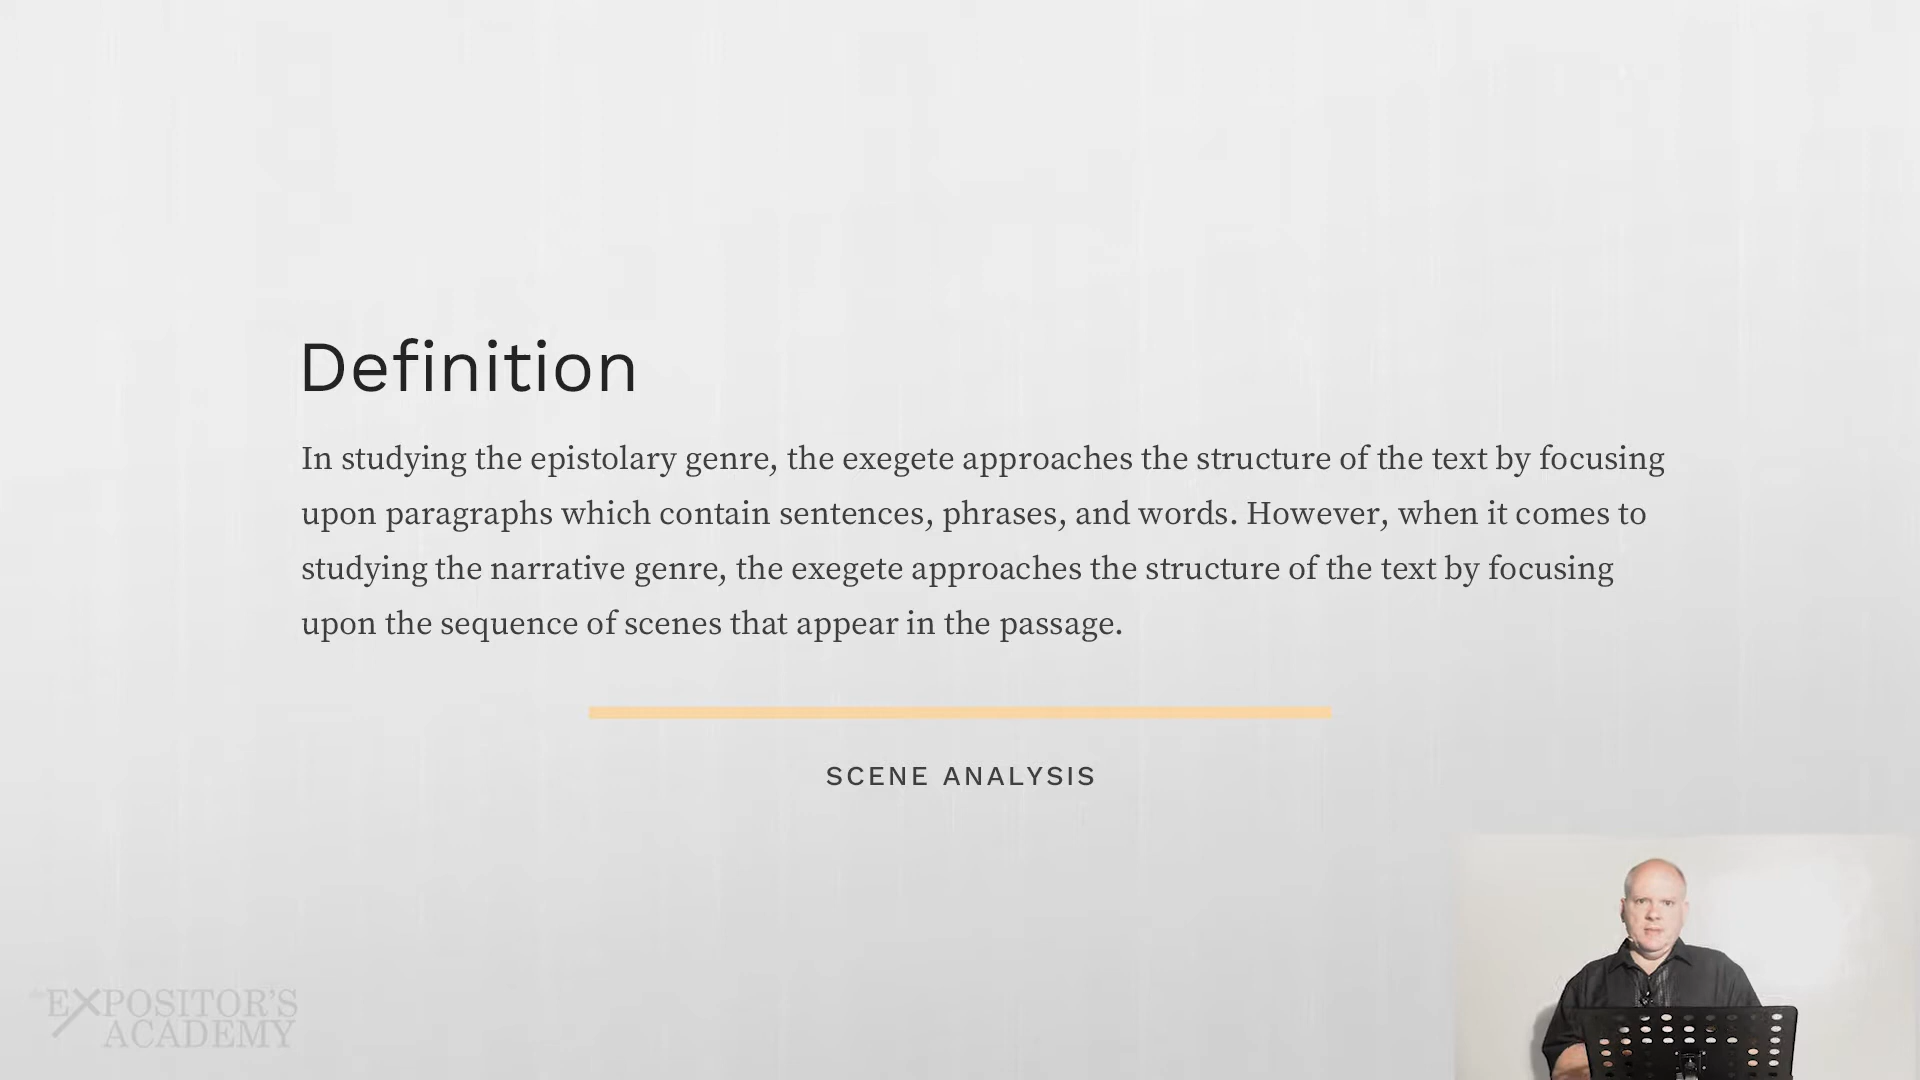 Definition
In studying the epistolary genre, the exegete approaches the structure of the text by focusing
upon paragraphs which contain sentences, phrases, and words. However, when it comes to
studying the narrative genre, the exegete approaches the structure of the text by focusing
upon the sequence of scenes that appear in the passage.
SCENE ANALYSIS
EXPOSITOR'S
ACADEMY